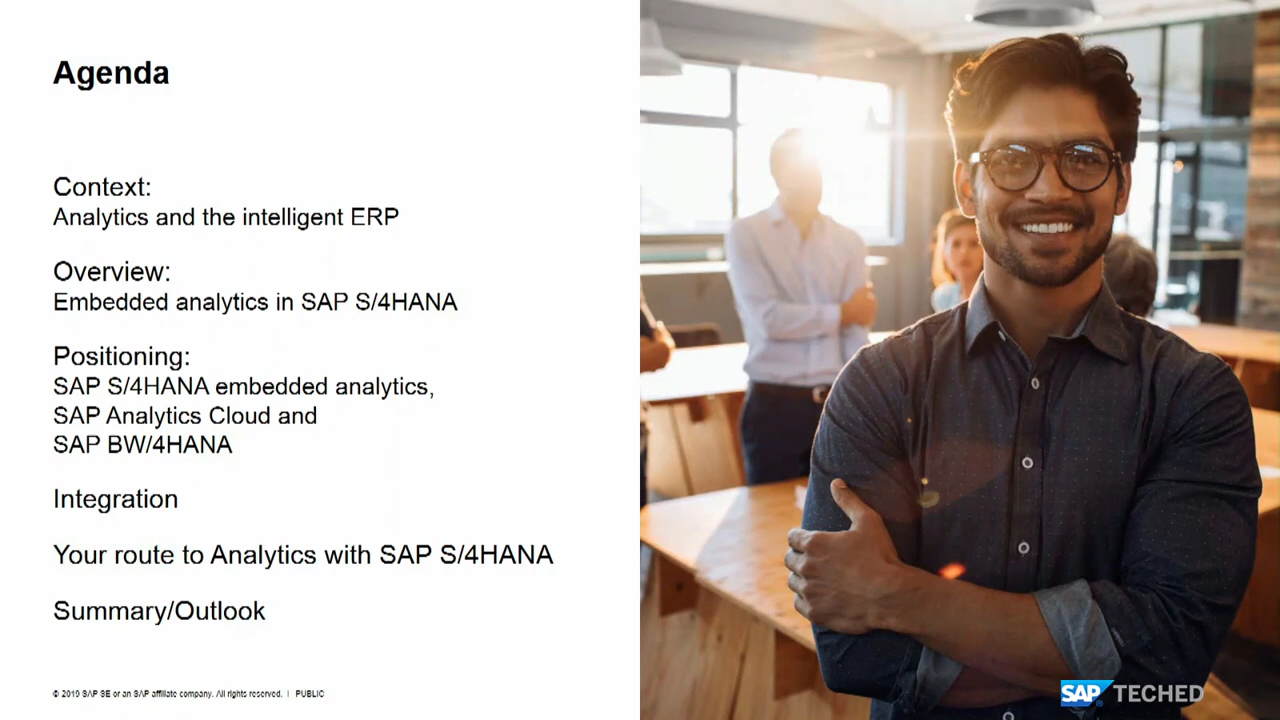 Agenda
Context:
Analytics and the intelligent ERP
Overview:
Embedded analytics in SAP S/4HANA
Positioning:
SAP S/4HANA embedded analytics,
SAP Analytics Cloud and
SAP BW/4HANA
Integration
Your route to Analytics with SAP S/4HANA
Summary/Outlook
© 2019 SAP SE or an SAP affiliate company. All rights reserved. | PUBLIC
SAP® TECHED